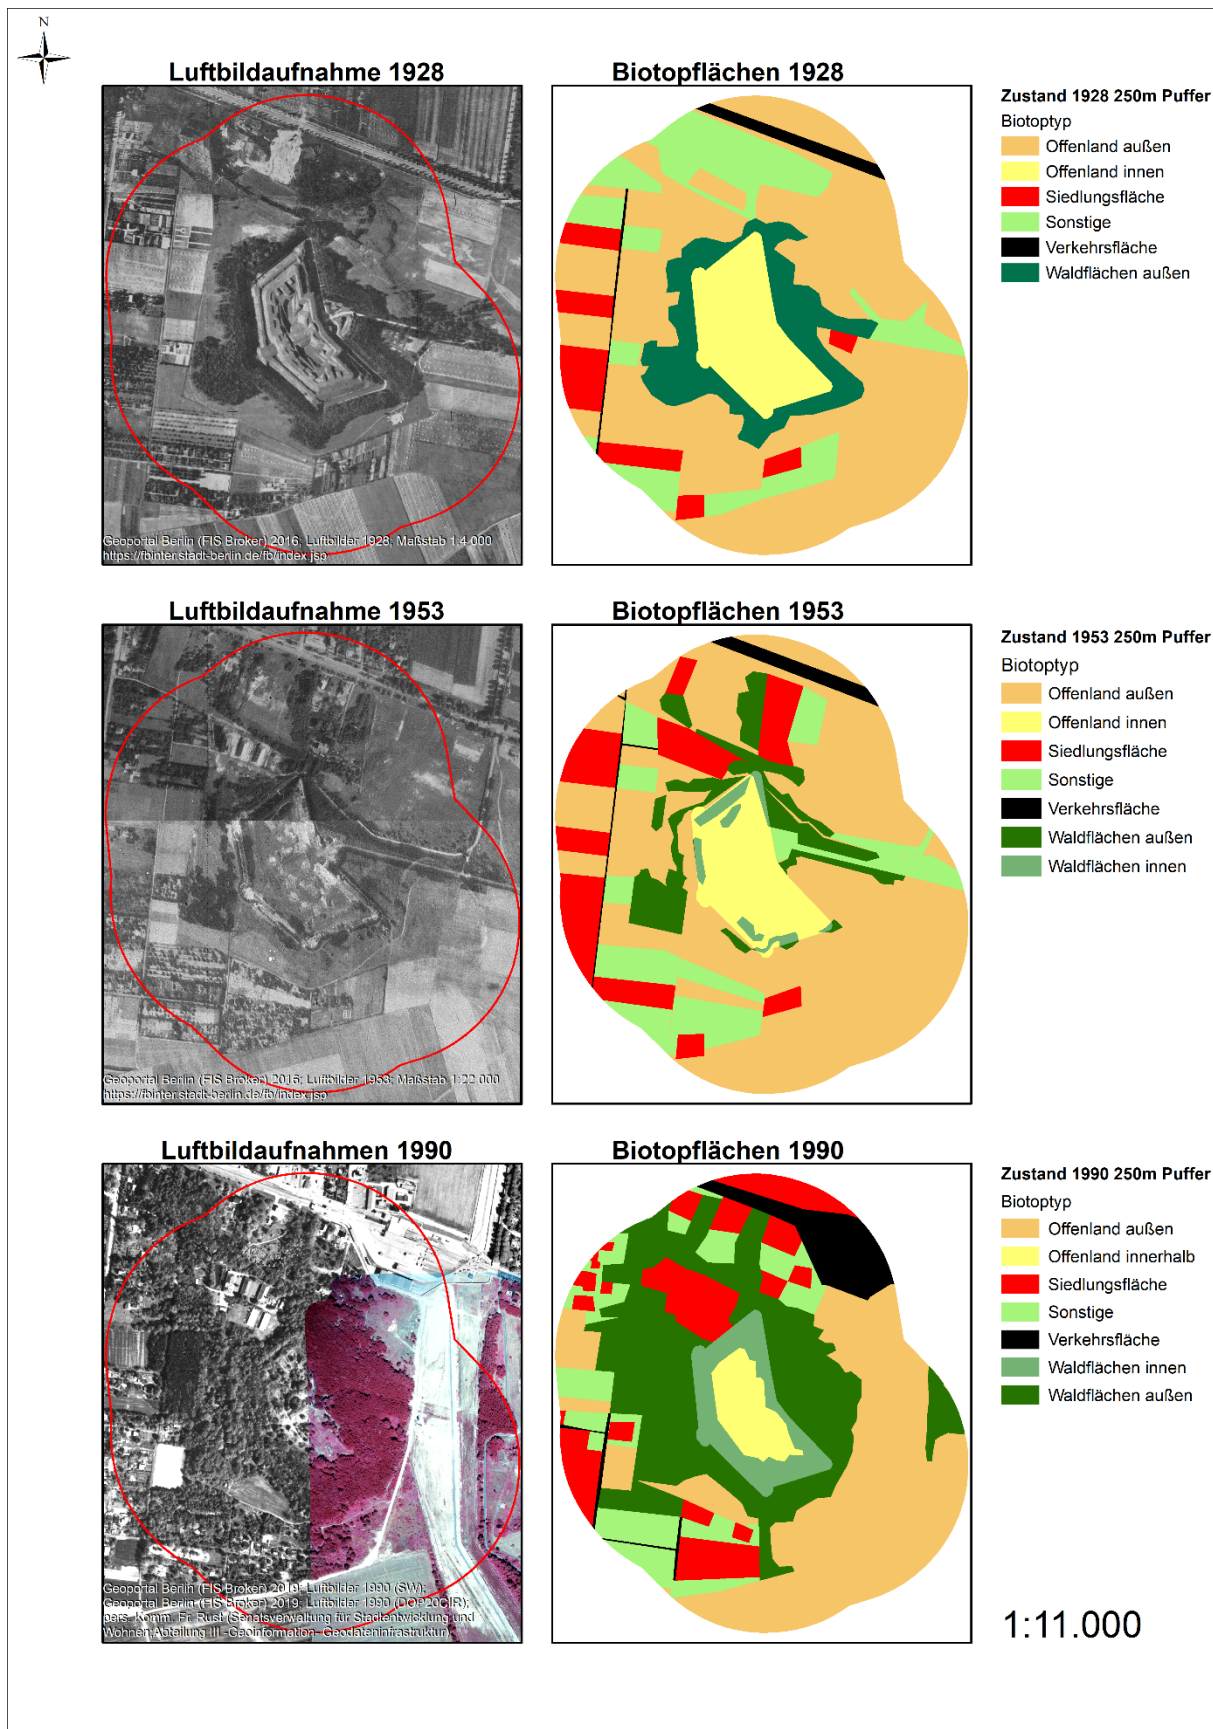 N
Luftbildaufnahme 1928
Biotopflächen 1928
Zustand 1928 250m Puffer
Biotoptyp
Offenland außen
Offenland innen
Siedlungsfläche
Sonstige
Verkehrsfläche
Waldflächen außen
Geoportal Berlin (FIS Broker) 2016; Luftbilder 1928; Maßstab 1:4 000
https://fbinter.stadt-berlin.de/fb/index.jsp
Luftbildaufnahme 1953
Biotopflächen 1953
Zustand 1953 250m Puffer
Biotoptyp
Offenland außen
Offenland innen
Siedlungsfläche
Sonstige
Verkehrsfläche
Waldflächen außen
Waldflächen innen
Geoportal Berlin (FIS Broker) 2016; Luftbilder 1953; Maßstab 1:22 000
https://fbinter.stadt-berlin.de/fb/index.jsp
Luftbildaufnahmen 1990
Biotopflächen 1990
Zustand 1990 250m Puffer
Biotoptyp
Offenland außen
Offenland innerhalb
Siedlungsfläche
Sonstige
Verkehrsfläche
Waldflächen innen
Waldflächen außen
Geoportal Berlin (FIS Broker) 2019; Luftbilder 1990 (SW);
Geoportal Berlin (FIS Broker) 2019; Luftbilder 1990 (DOP20CIR);
pers. Komm. Fr. Rust (Senatsverwaltung für Stadtentwicklung und
Wohnen Abteilung III -Geoinformation- Geodateninfrastruktur)
1:11.000